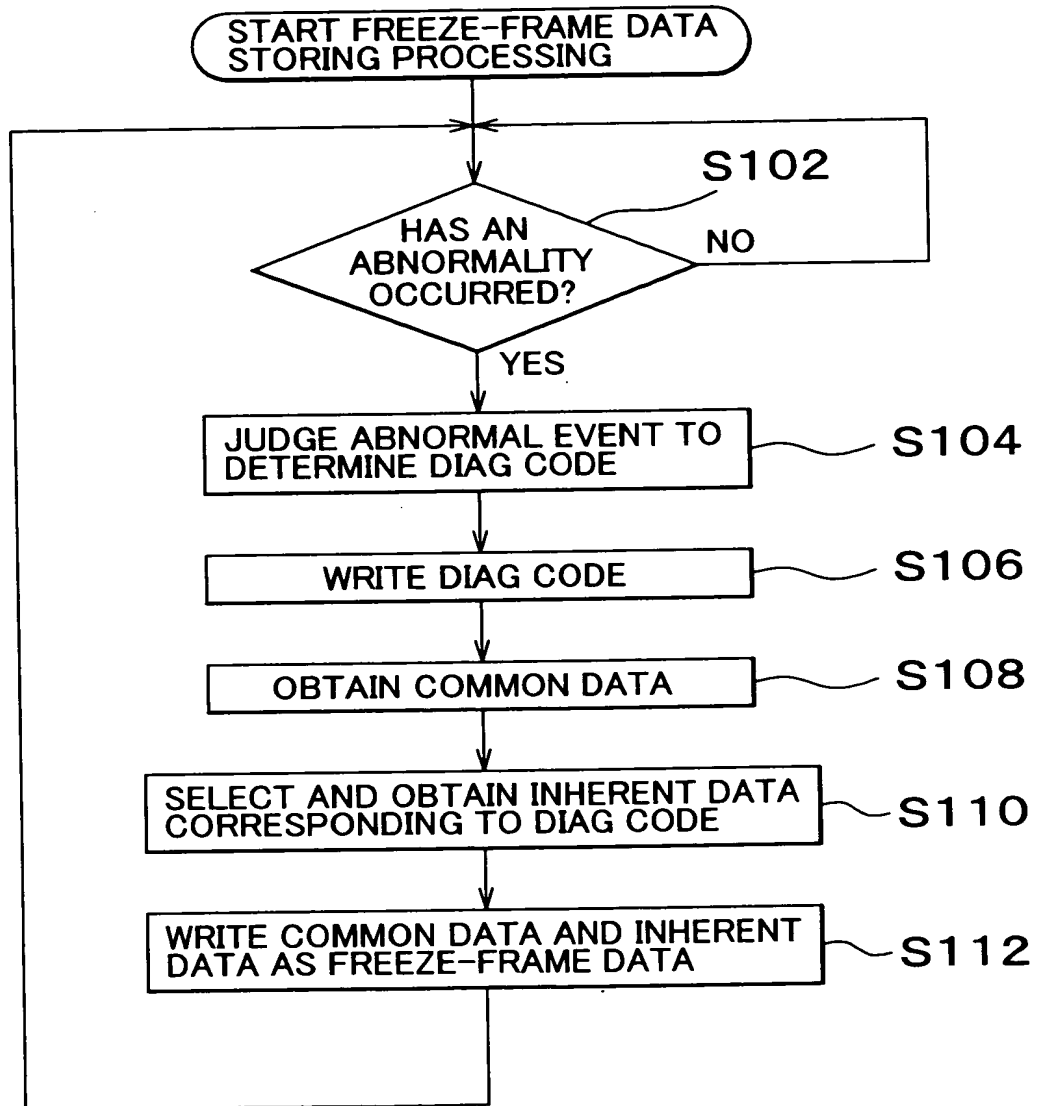 START FREEZE-FRAME DATA
STORING PROCESSING
S102
HAS AN
ABNORMALITY
OCCURRED?
NO
YES
JUDGE ABNORMAL EVENT TO
DETERMINE DIAG CODE
S104
WRITE DIAG CODE
S106
OBTAIN COMMON DATA
S108
SELECT AND OBTAIN INHERENT DATA
CORRESPONDING TO DIAG CODE
S110
WRITE COMMON DATA AND INHERENT
DATA AS FREEZE-FRAME DATA
S112